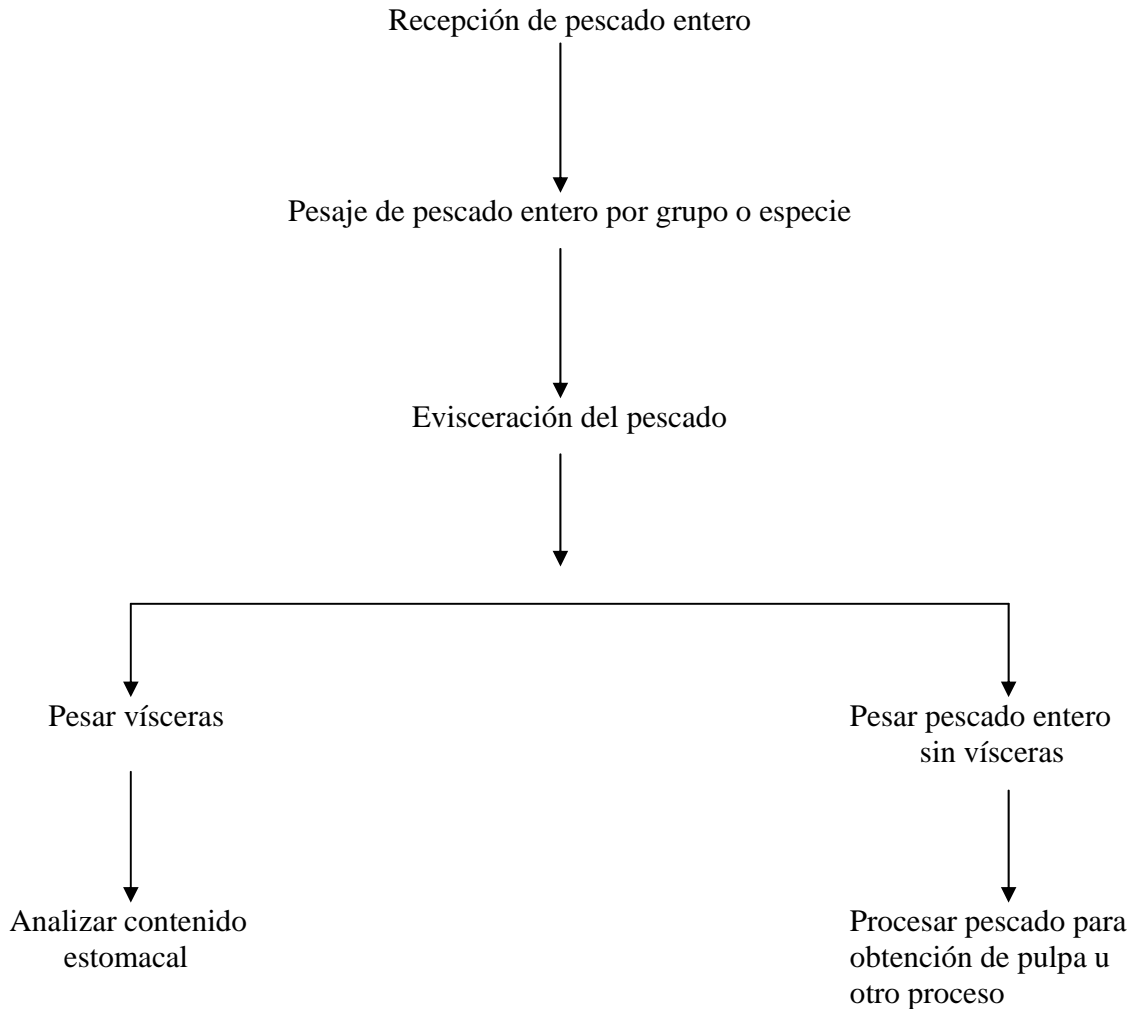 Recepción de pescado entero
Pesaje de pescado entero por grupo o especie
Evisceración del pescado
Pesar vísceras
Pesar pescado entero
sin vísceras
Analizar contenido
estomacal
Procesar pescado para
obtención de pulpa u
otro proceso